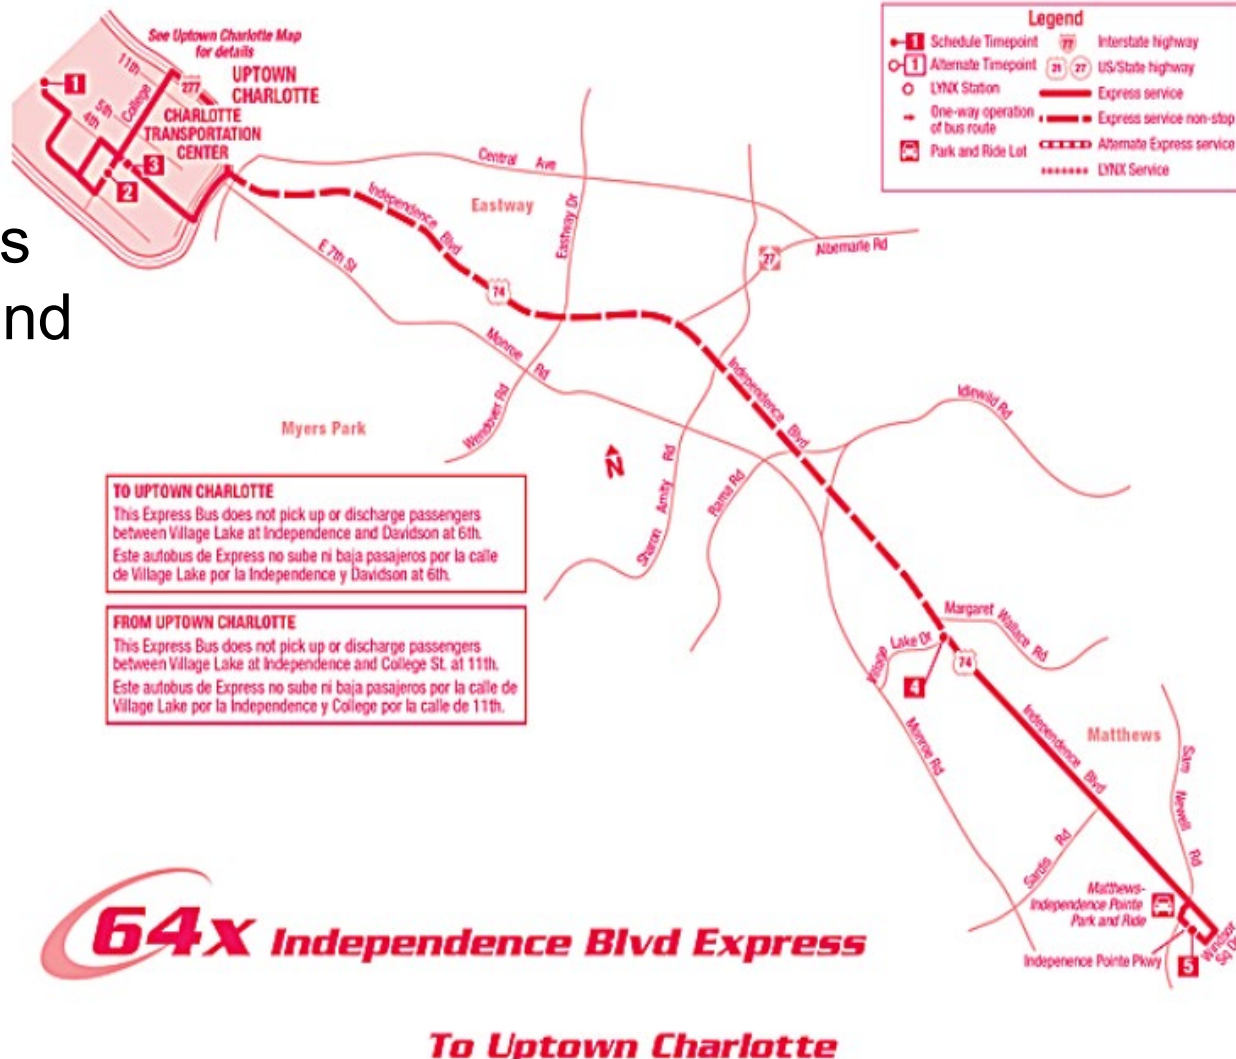 s
nd
See Uptown Charlotte Map
for details
UPTOWN
CHARLOTTE
11th
277
1
College
5th
4th
CHARLOTTE
TRANSPORTATION
CENTER
3
2
Legend
1 Schedule Timepoint
1 Alternate Timepoint
LYNX Station
One-way operation
of bus route
Park and Ride Lot
77 Interstate highway
21 27 US/State highway
Express service
Express service non-stop
Alternate Express service
LYNX Service
Central Ave
Eastway
Independence Blvd
Eastway Dr
E 7th St
27
Albemarle Rd
74
Monroe Rd
Wendover Rd
Independence Blvd
Idlewild Rd
Myers Park
N
Sharon Amity Rd
Rama Rd
TO UPTOWN CHARLOTTE
This Express Bus does not pick up or discharge passengers
between Village Lake at Independence and Davidson at 6th.
Este autobus de Express no sube ni baja pasajeros por la calle
de Village Lake por la Independence y Davidson at 6th.
FROM UPTOWN CHARLOTTE
This Express Bus does not pick up or discharge passengers
between Village Lake at Independence and College St. at 11th.
Este autobus de Express no sube ni baja pasajeros por la calle de
Village Lake por la Independence y College por la calle de 11th.
Margaret Wallace Rd
Village Lake Dr
74
4
Monroe Rd
Independence Blvd
Matthews
Sam Newell Rd
Sardis Rd
Matthews-
Independence Pointe
Park and Ride
Indepenence Pointe Pkwy
5
Windsor
Sq Dr
64x Independence Blvd Express
To Uptown Charlotte